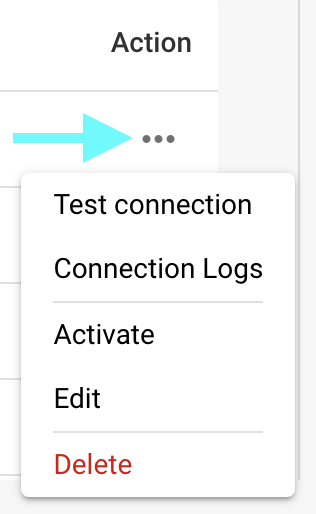 Action
Test connection
Connection Logs
Activate
Edit
Delete